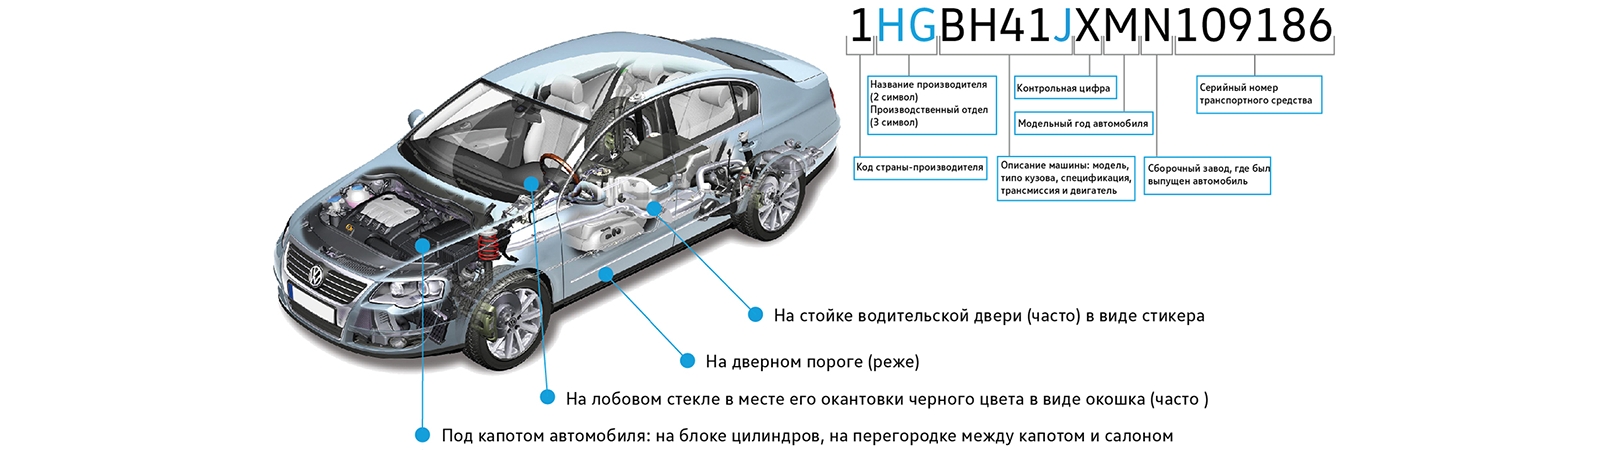 1HGBH41JXMN109186
Название производителя
(2 символ)
Производственный отдел
(3 символ)
Контрольная цифра
Модельный год автомобиля
Серийный номер
транспортного средства
Код страны-производителя
Описание машины: модель,
типо кузова, спецификация,
трансмиссия и двигатель
Сборочный завод, где был
выпущен автомобиль
На стойке водительской двери (часто) в виде стикера
На дверном пороге (реже)
На лобовом стекле в месте его окантовки черного цвета в виде окошка (часто )
Под капотом автомобиля: на блоке цилиндров, на перегородке между капотом и салоном